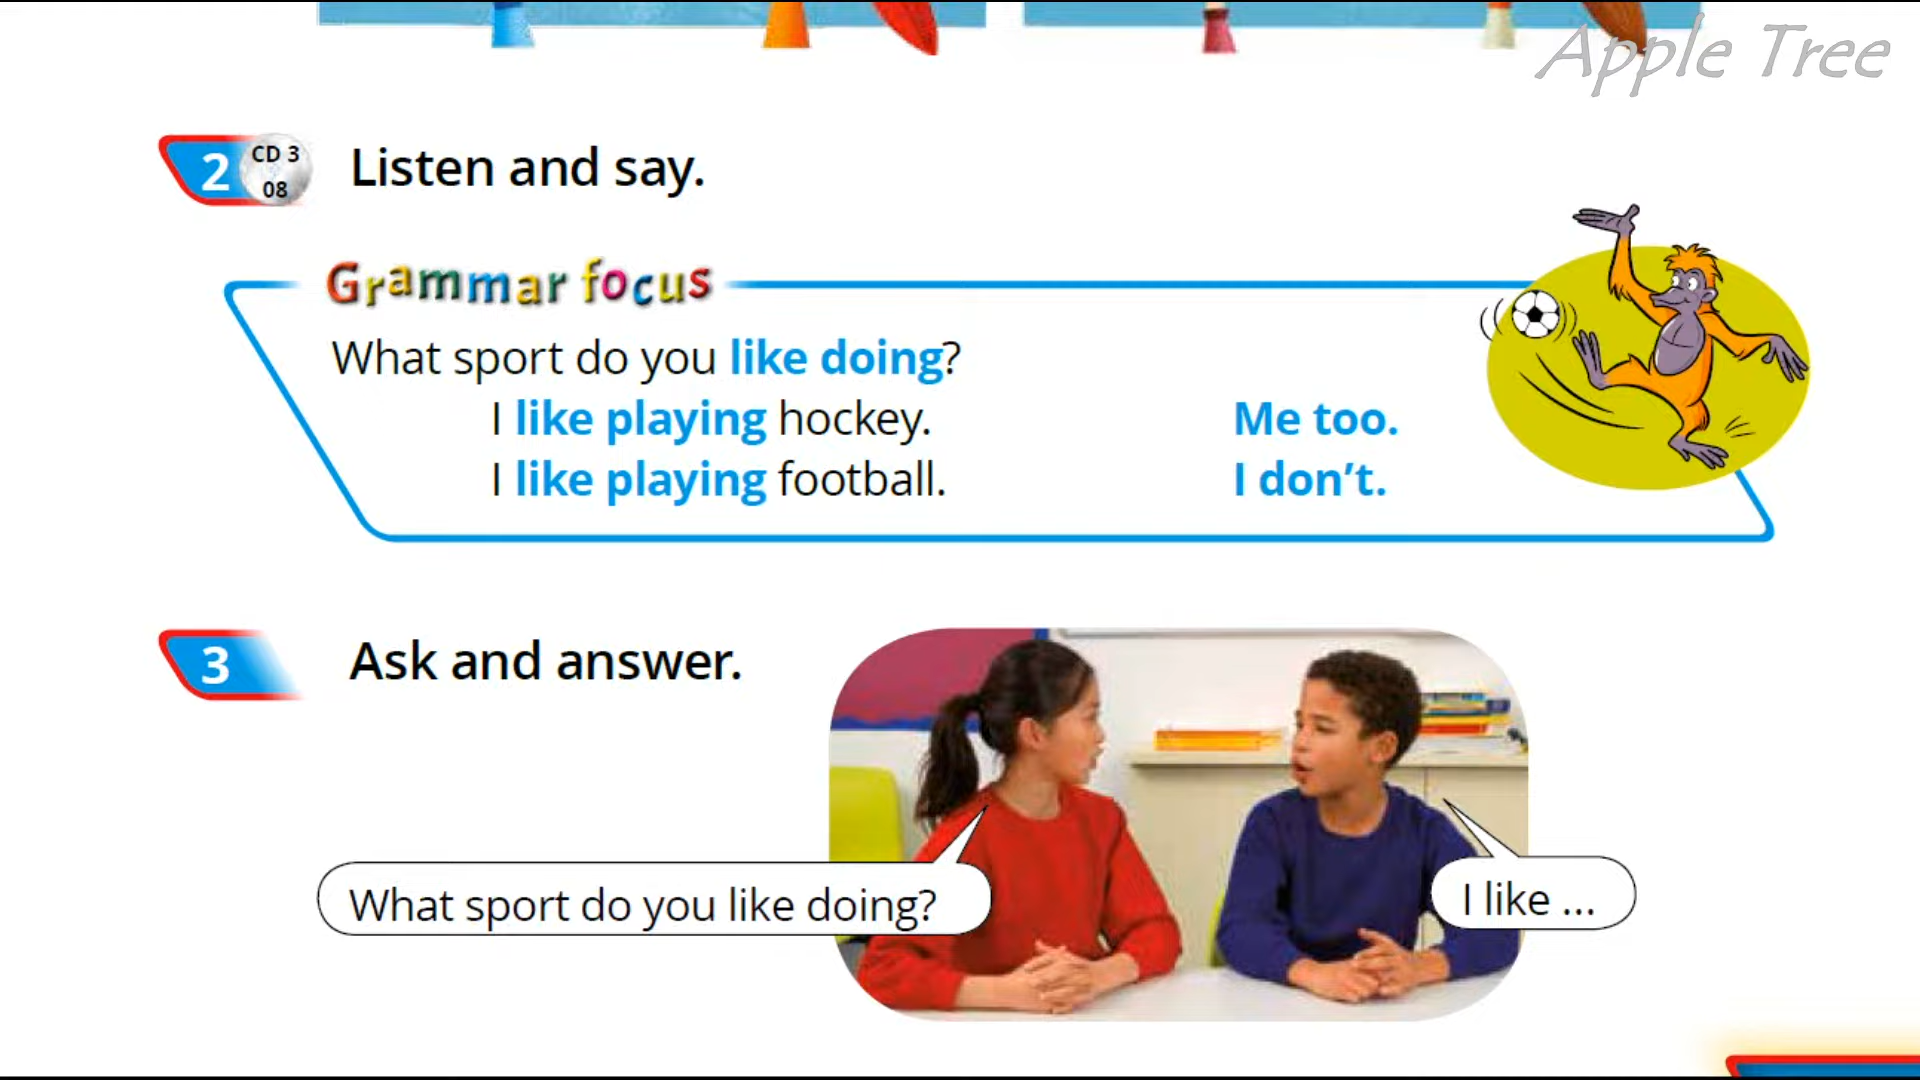 Apple Tree
2 CD 3 08 Listen and say.
Grammar focus
What sport do you like doing?
I like playing hockey. Me too.
I like playing football. I don't.
3 Ask and answer.
What sport do you like doing?
I like ...